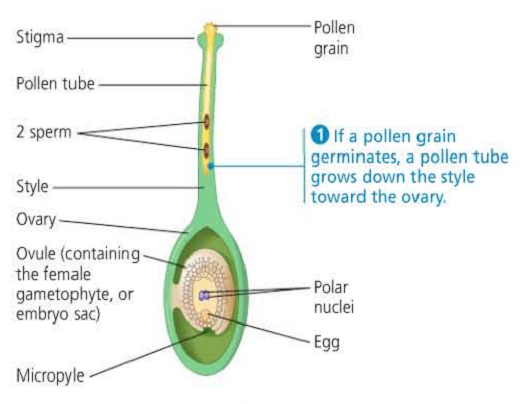 Stigma
Pollen
grain
Pollen tube
2 sperm
1 If a pollen grain
germinates, a pollen tube
grows down the style
toward the ovary.
Style
Ovary
Ovule (containing
the female
gametophyte, or
embryo sac)
Polar
nuclei
Egg
Micropyle